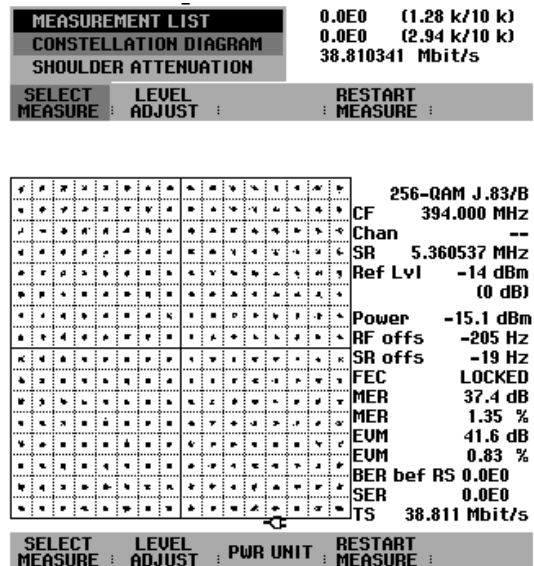 MEASUREMENT LIST
CONSTELLATION DIAGRAM
SHOULDER ATTENUATION
0.0E0 (1.28 k/10 k)
0.0E0 (2.94 k/10 k)
38.810341 Mbit/s
SELECT MEASURE : LEVEL ADJUST : : RESTART MEASURE :
256-QAM J.83/B
CF 394.000 MHz
Chan --
SR 5.360537 MHz
Ref Lvl -14 dBm
(0 dB)
Power -15.1 dBm
RF offs -205 Hz
SR offs -19 Hz
FEC LOCKED
MER 37.4 dB
MER 1.35 %
EVM 41.6 dB
EVM 0.83 %
BER bef RS 0.0E0
SER 0.0E0
TS 38.811 Mbit/s
SELECT MEASURE : LEVEL ADJUST : PWR UNIT : RESTART MEASURE :